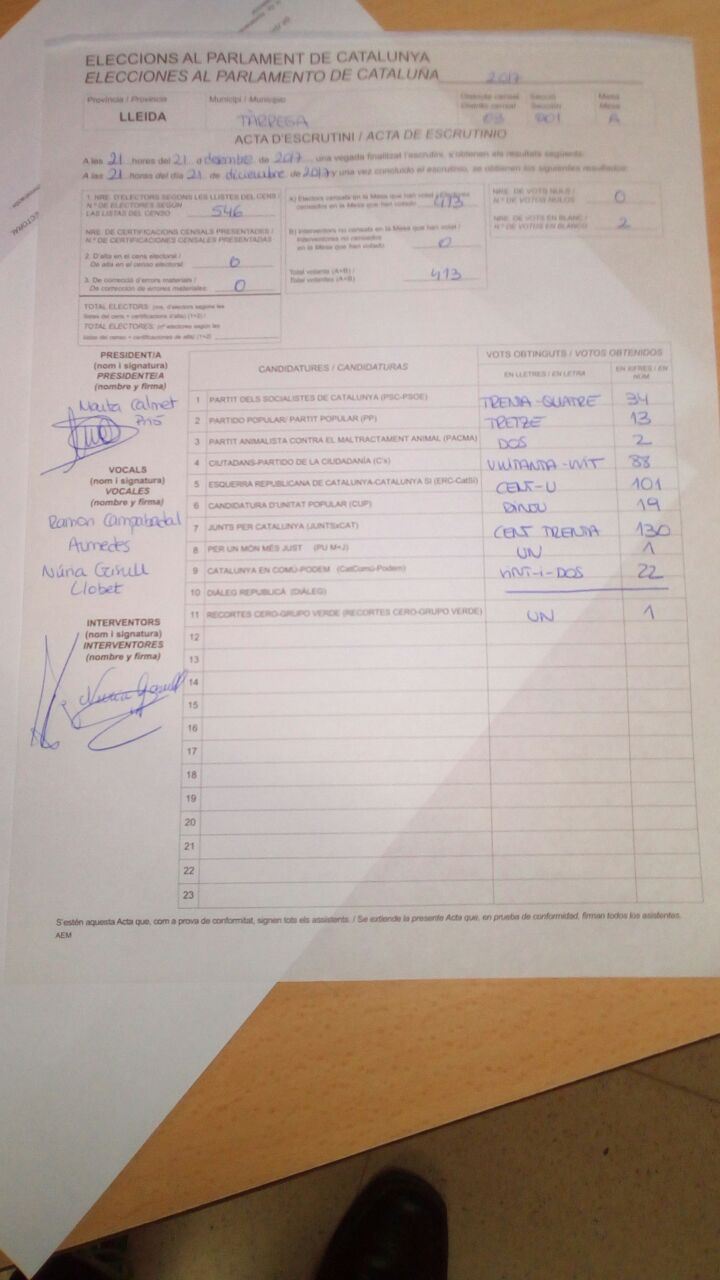 ELECCIONS AL PARLAMENT DE CATALUNYA
ELECCIONES AL PARLAMENTO DE CATALUÑA 2017
Província / Provincia
Municipi / Municipio
Districte censal
Distrito censal
Secció
Sección
Mesa
Mesa
LLEIDA
TÀRREGA
03
001
A
ACTA D'ESCRUTINI / ACTA DE ESCRUTINIO
A les 21 hores del 21 d desembre de 2017, una vegada finalitzat l'escrutini, s'obtenen els resultats següents:
A las 21 horas del día 21 de diciembre de 2017 y una vez concluido el escrutinio, se obtienen los siguientes resultados:
1. NRE. D'ELECTORS SEGONS LES LLISTES DEL CENS /
N.º DE ELECTORES SEGÚN
LAS LISTAS DEL CENSO 546
NRE. DE CERTIFICACIONS CENSALS PRESENTADES /
N.º DE CERTIFICACIONES CENSALES PRESENTADAS
2. D'alta en el cens electoral /
De alta en el censo electoral: 0
3. De correcció d'errors materials /
De corrección de errores materiales: 0
TOTAL ELECTORS: (nre. d'electors segons les
llistes del cens + certificacions d'alta) (1+2) /
TOTAL ELECTORES: (nº electores según las
listas del censo + certificaciones de alta) (1+2)
A) Electors censats en la Mesa que han votat / Electores
censados en la Mesa que han votado 413
B) Interventors no censats en la Mesa que han votat /
Interventores no censados
en la Mesa que han votado 0
Total votants (A+B) /
Total votantes (A+B) 413
NRE. DE VOTS NULS /
N.º DE VOTOS NULOS 0
NRE. DE VOTS EN BLANC /
N.º DE VOTOS EN BLANCO 2
PRESIDENT/A
(nom i signatura)
PRESIDENTE/A
(nombre y firma)
Marta Calmet
Piró
VOCALS
(nom i signatura)
VOCALES
(nombre y firma)
Ramon Campabadal
Aumedes
Núria Gisull
Llobet
INTERVENTORS
(nom i signatura)
INTERVENTORES
(nombre y firma)
CANDIDATURES / CANDIDATURAS
VOTS OBTINGUTS / VOTOS OBTENIDOS
EN LLETRES / EN LETRA
EN XIFRES / EN NÚM
1 PARTIT DELS SOCIALISTES DE CATALUNYA (PSC-PSOE) TRENTA-QUATRE 34
2 PARTIDO POPULAR/ PARTIT POPULAR (PP) TRETZE 13
3 PARTIT ANIMALISTA CONTRA EL MALTRACTAMENT ANIMAL (PACMA) DOS 2
4 CIUTADANS-PARTIDO DE LA CIUDADANÍA (C's) VUITANTA-VUIT 88
5 ESQUERRA REPUBLICANA DE CATALUNYA-CATALUNYA SÍ (ERC-CatSí) CENT-U 101
6 CANDIDATURA D'UNITAT POPULAR (CUP) DINOU 19
7 JUNTS PER CATALUNYA (JUNTSxCAT) CENT TRENTA 130
8 PER UN MÓN MÉS JUST (PUM+J) UN 1
9 CATALUNYA EN COMÚ-PODEM (CatComú-Podem) VINT-I-DOS 22
10 DIÀLEG REPUBLICÀ (DIÀLEG)
11 RECORTES CERO-GRUPO VERDE (RECORTES CERO-GRUPO VERDE) UN 1
12
13
14
15
16
17
18
19
20
21
22
23
S'estén aquesta Acta que, com a prova de conformitat, signen tots els assistents. / Se extiende la presente Acta que, en prueba de conformidad, firman todos los asistentes.
AEM